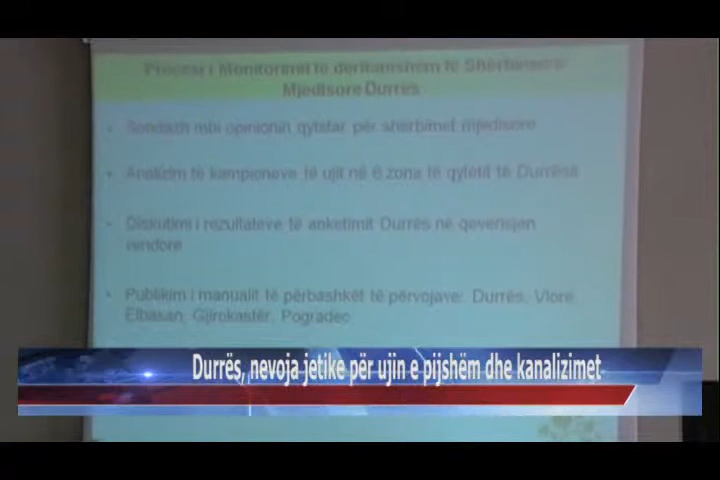 Procesi i Monitorimit të deritanishëm të Shërbimeve
Mjedisore Durrës
Sondazh mbi opinionin qytetar për shërbimet mjedisore
Analizim të kampioneve të ujit në 6 zona të qytetit të Durrësit
Diskutimi i rezultateve të anketimit Durrës në qeverisjen
vendore
Publikim i manualit të përbashkët të përvojave: Durrës, Vlorë,
Elbasan, Gjirokastër, Pogradec
Durrës, nevoja jetike për ujin e pijshëm dhe kanalizimet